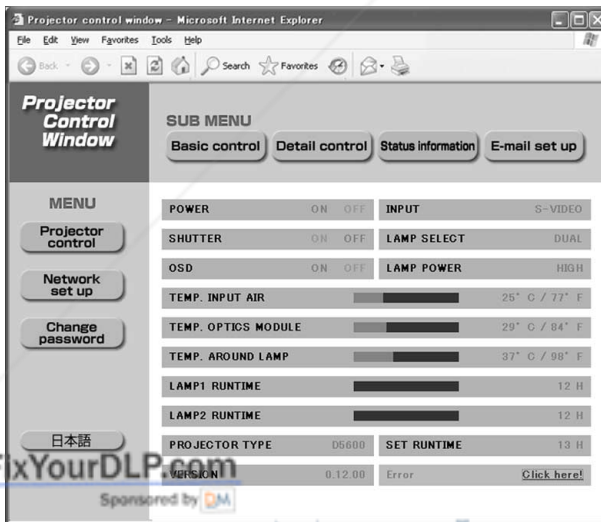 Projector control window - Microsoft Internet Explorer
File Edit View Favorites Tools Help
Back Search Favorites
Projector
Control
Window
SUB MENU
Basic control Detail control Status information E-mail set up
MENU
Projector
control
Network
set up
Change
password
日本語
POWER ON OFF INPUT S-VIDEO
SHUTTER ON OFF LAMP SELECT DUAL
OSD ON OFF LAMP POWER HIGH
TEMP. INPUT AIR 25° C / 77° F
TEMP. OPTICS MODULE 29° C / 84° F
TEMP. AROUND LAMP 37° C / 98° F
LAMP1 RUNTIME 12 H
LAMP2 RUNTIME 12 H
PROJECTOR TYPE D5600 SET RUNTIME 13 H
VERSION 0.12.00 Error Click here!
FixYourDLP.com
Sponsored by DM